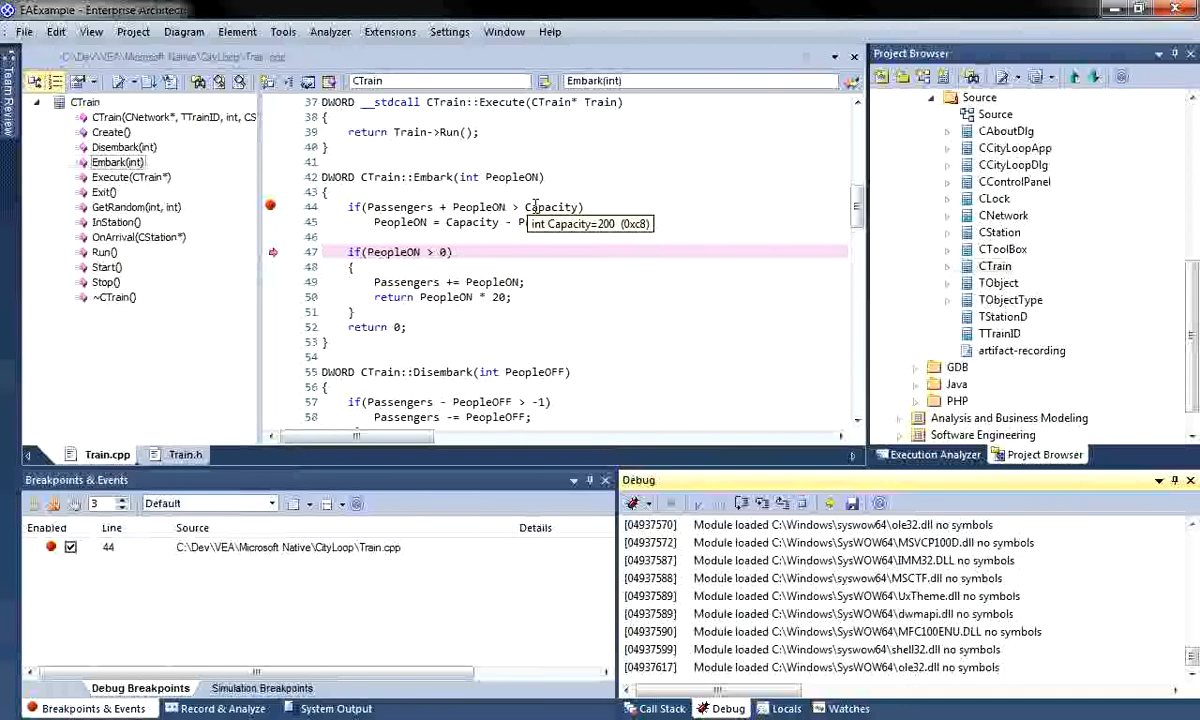 EAExample - Enterprise Architect
File Edit View Project Diagram Element Tools Analyzer Extensions Settings Window Help
C:\Dev\VEA\Microsoft Native\CityLoop\Train.cpp
Project Browser
Team Review
CTrain
Embark(int)
CTrain
CTrain(CNetwork*, TTrainID, int, CS
Create()
Disembark(int)
Embark(int)
Execute(CTrain*)
Exit()
GetRandom(int, int)
InStation()
OnArrival(CStation*)
Run()
Start()
Stop()
~CTrain()
37 DWORD __stdcall CTrain::Execute(CTrain* Train)
38 {
39 return Train->Run();
40 }
41
42 DWORD CTrain::Embark(int PeopleON)
43 {
44 if(Passengers + PeopleON > Capacity)
45 PeopleON = Capacity - P
int Capacity=200 (0xc8)
46
47 if(PeopleON > 0)
48 {
49 Passengers += PeopleON;
50 return PeopleON * 20;
51 }
52 return 0;
53 }
54
55 DWORD CTrain::Disembark(int PeopleOFF)
56 {
57 if(Passengers - PeopleOFF > -1)
58 Passengers -= PeopleOFF;
Train.cpp Train.h
Source
Source
CAboutDlg
CCityLoopApp
CCityLoopDlg
CControlPanel
CCrow
CNetwork
CStation
CToolBox
CTrain
TObject
TObjectType
TStationD
TTrainID
artifact-recording
GDB
Java
PHP
Analysis and Business Modeling
Software Engineering
Execution Analyzer Project Browser
Breakpoints & Events
3 Default
Enabled Line Source Details
44 C:\Dev\VEA\Microsoft Native\CityLoop\Train.cpp
Debug Breakpoints Simulation Breakpoints
Breakpoints & Events Record & Analyze System Output
Debug
[04937570] Module loaded C:\Windows\syswow64\ole32.dll no symbols
[04937572] Module loaded C:\Windows\SysWOW64\MSVCP100D.dll no symbols
[04937587] Module loaded C:\Windows\SysWOW64\IMM32.DLL no symbols
[04937588] Module loaded C:\Windows\syswow64\MSCTF.dll no symbols
[04937589] Module loaded C:\Windows\SysWOW64\UxTheme.dll no symbols
[04937589] Module loaded C:\Windows\SysWOW64\dwmapi.dll no symbols
[04937590] Module loaded C:\Windows\SysWOW64\MFC100ENU.DLL no symbols
[04937599] Module loaded C:\Windows\SysWOW64\shell32.dll no symbols
[04937617] Module loaded C:\Windows\SysWOW64\ole32.dll no symbols
Call Stack Debug Locals Watches